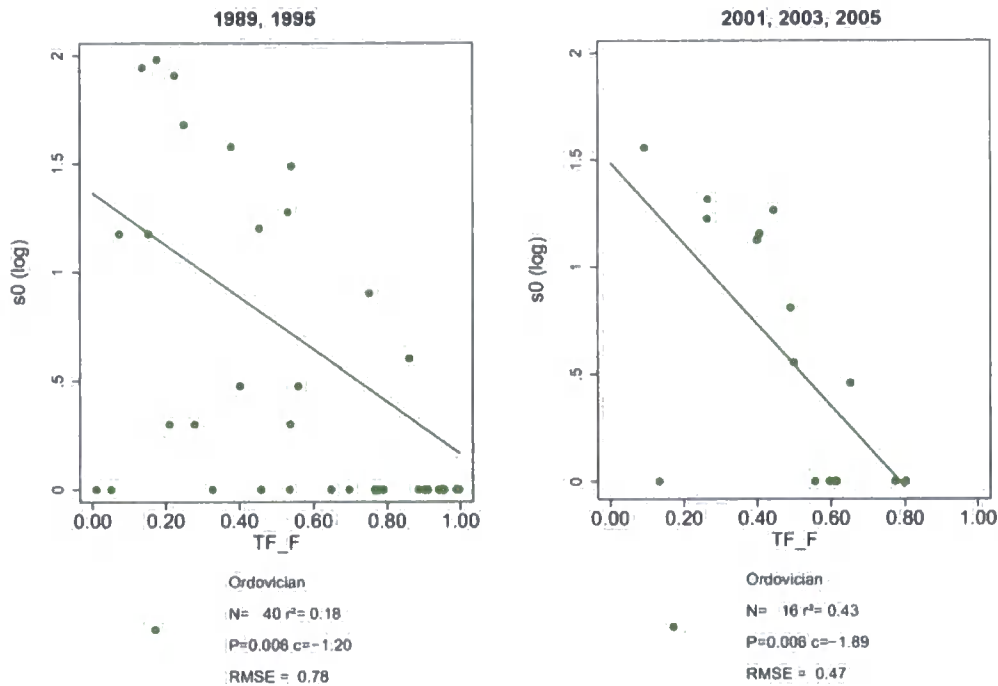 1989, 1995
s0 (log)
2
1.5
1
.5
0
0.00 0.20 0.40 0.60 0.80 1.00
TF_F
Ordovician
N= 40 r²= 0.18
P=0.006 c=-1.20
RMSE = 0.78
2001, 2003, 2005
s0 (log)
2
1.5
1
.5
0
0.00 0.20 0.40 0.60 0.80 1.00
TF_F
Ordovician
N= 16 r²= 0.43
P=0.006 c=-1.89
RMSE = 0.47